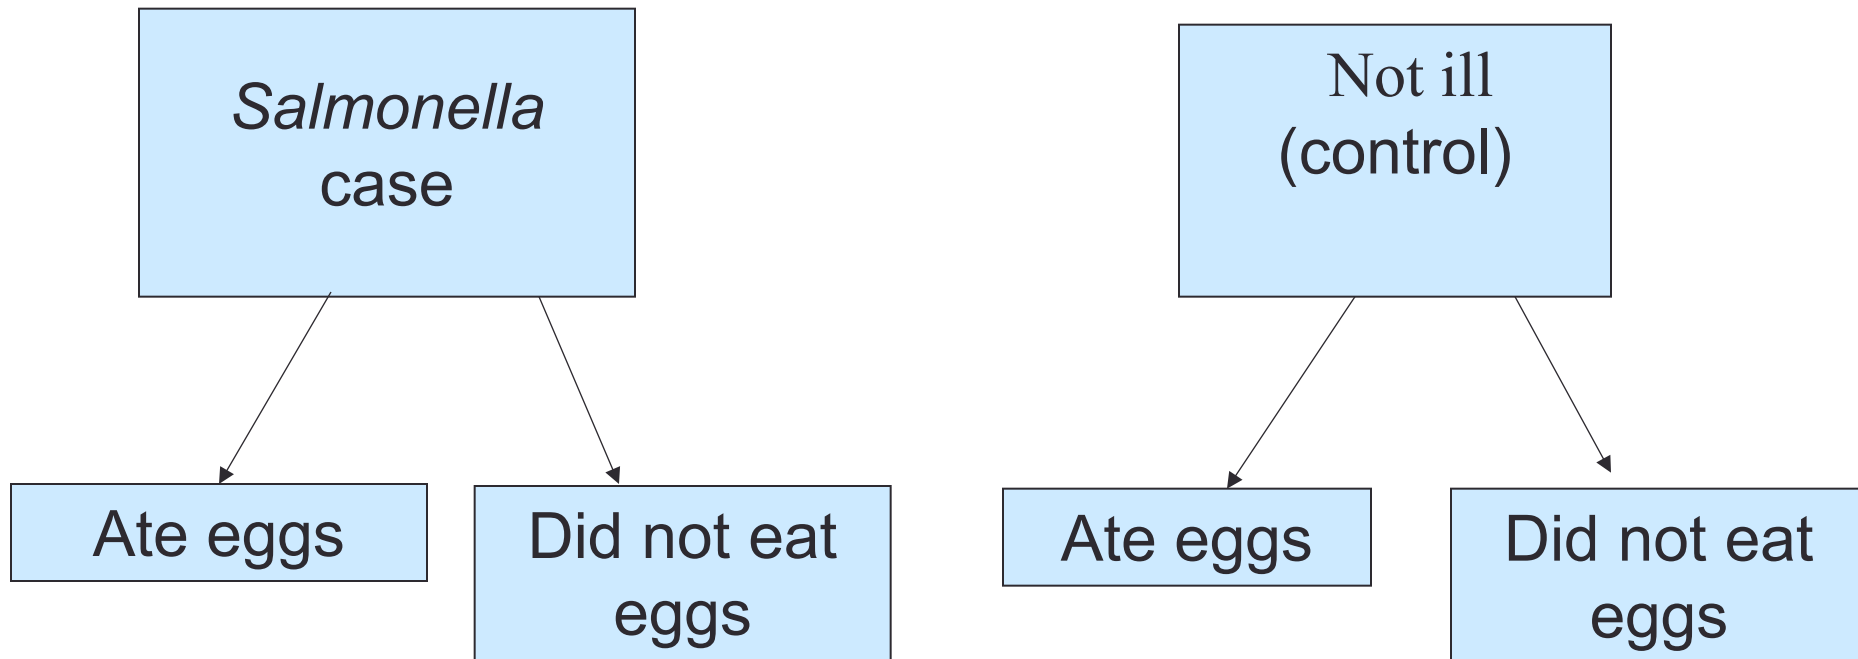 Salmonella
case
Not ill
(control)
Ate eggs
Did not eat
eggs
Ate eggs
Did not eat
eggs